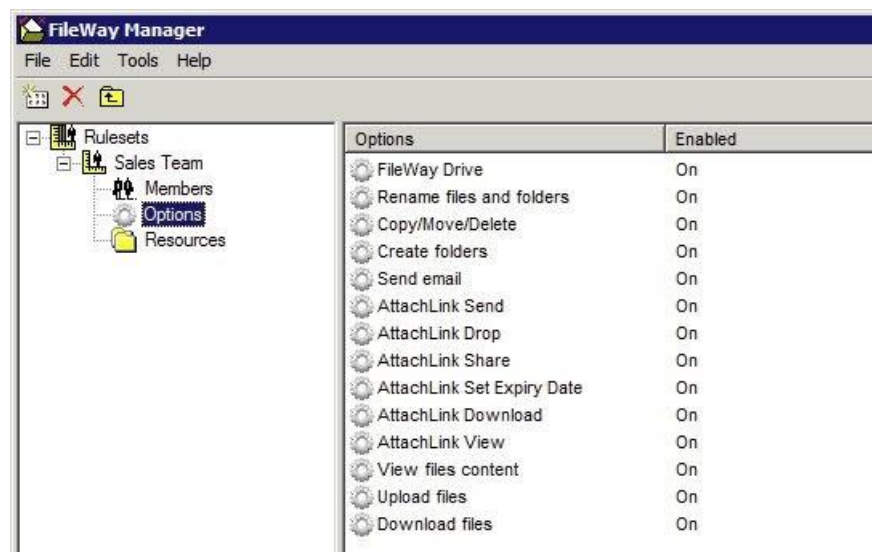 FileWay Manager
File Edit Tools Help
Rulesets
Sales Team
Members
Options
Resources
Options Enabled
FileWay Drive On
Rename files and folders On
Copy/Move/Delete On
Create folders On
Send email On
AttachLink Send On
AttachLink Drop On
AttachLink Share On
AttachLink Set Expiry Date On
AttachLink Download On
AttachLink View On
View files content On
Upload files On
Download files On